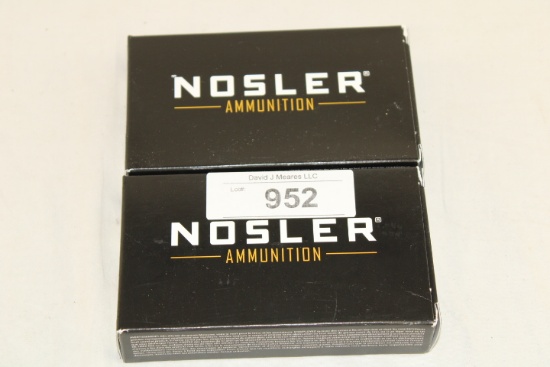 NOSLER®
AMMUNITION
David J Meares LLC
Lot#
952
NOSLER®
AMMUNITION